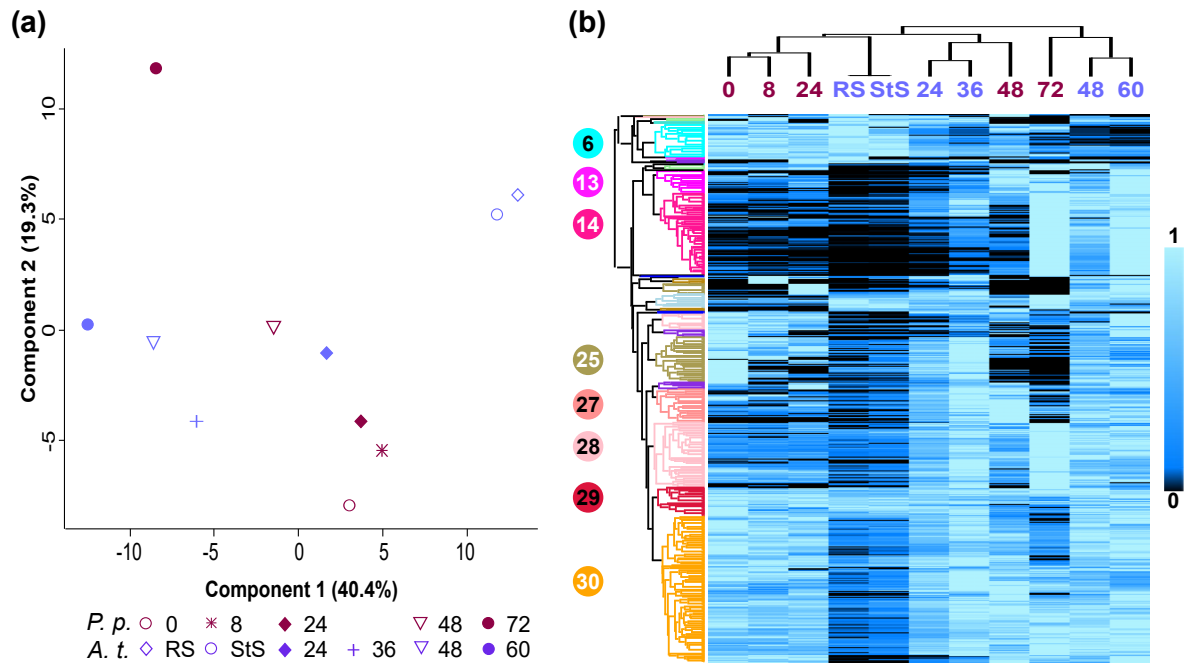 (a)
10
5
0
-5
-10 -5 0 5 10
Component 2 (19.3%)
Component 1 (40.4%)
P. p. 0 8 24 48 72
A. t. RS StS 24 36 48 60
(b)
0 8 24 RS StS 24 36 48 72 48 60
6
13
14
25
27
28
29
30
1
0